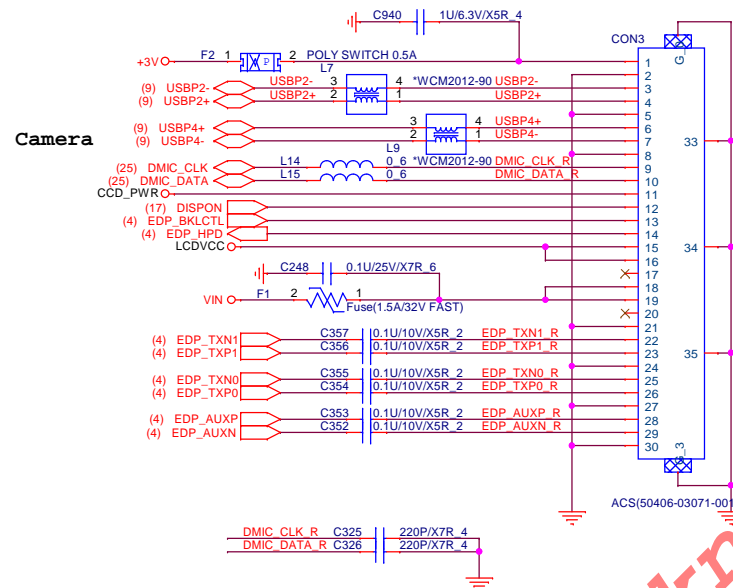 C940 1U/6.3V/X5R_4
CON3
G_0
+3V F2 1 2 POLY SWITCH 0.5A 1
L7 2
(9) USBP2- USBP2- 3 4 *WCM2012-90 USBP2- 3
(9) USBP2+ USBP2+ 2 1 USBP2+ 4
5
Camera
(9) USBP4+ 3 4 USBP4+ 6
(9) USBP4- 2 1 USBP4- 7 33
L9 8
(25) DMIC_CLK L14 0_6 *WCM2012-90 DMIC_CLK_R 9
(25) DMIC_DATA L15 0_6 DMIC_DATA_R 10
CCD_PWR 11
(17) DISPON 12
(4) EDP_BKLCTL 13
(4) EDP_HPD 14
LCDVCC 15 34
16
C248 0.1U/25V/X7R_6 17
18
VIN F1 2 1 19
Fuse(1.5A/32V FAST) 20
21
(4) EDP_TXN1 C357 0.1U/10V/X5R_2 EDP_TXN1_R 22
(4) EDP_TXP1 C356 0.1U/10V/X5R_2 EDP_TXP1_R 23 35
24
(4) EDP_TXN0 C355 0.1U/10V/X5R_2 EDP_TXN0_R 25
(4) EDP_TXP0 C354 0.1U/10V/X5R_2 EDP_TXP0_R 26
27
(4) EDP_AUXP C353 0.1U/10V/X5R_2 EDP_AUXP_R 28
(4) EDP_AUXN C352 0.1U/10V/X5R_2 EDP_AUXN_R 29
30
G_3
ACS(50406-03071-001
DMIC_CLK_R C325 220P/X7R_4
DMIC_DATA_R C326 220P/X7R_4